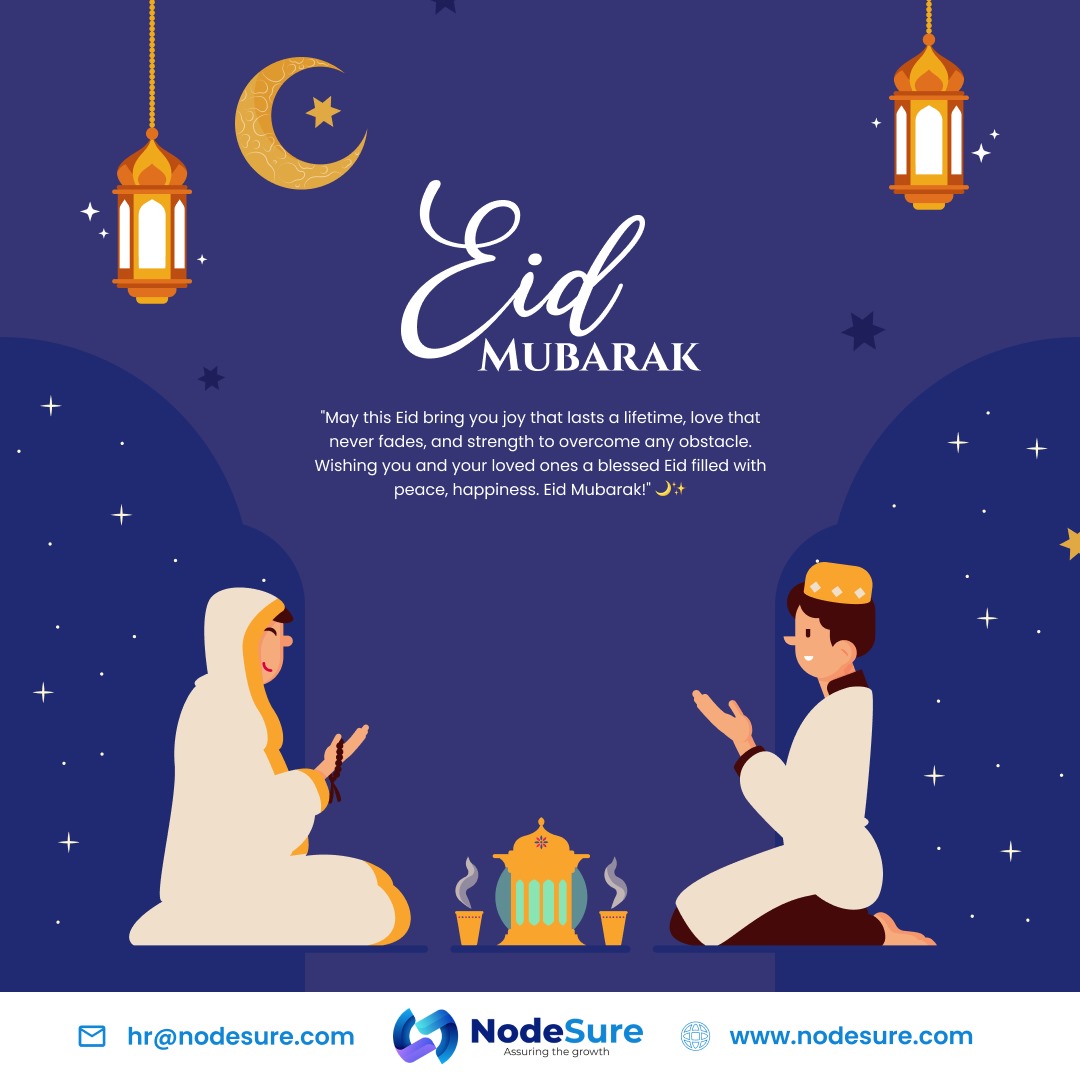 Eid
MUBARAK
"May this Eid bring you joy that lasts a lifetime, love that
never fades, and strength to overcome any obstacle.
Wishing you and your loved ones a blessed Eid filled with
peace, happiness. Eid Mubarak!" 🌙✨
hr@nodesure.com
NodeSure
Assuring the growth
www.nodesure.com